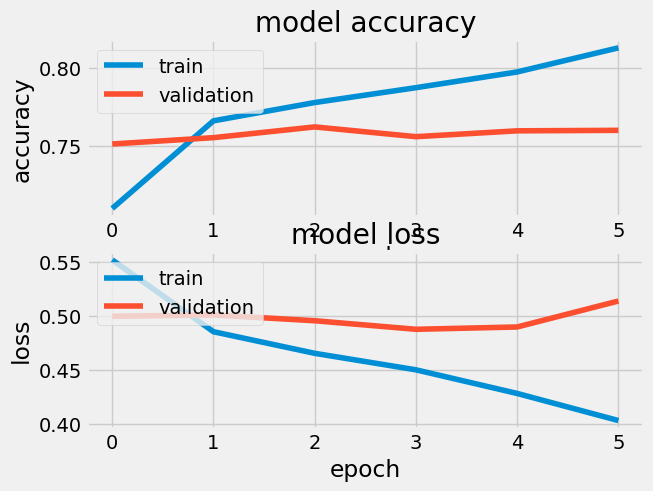 model accuracy
train
validation
accuracy
0.80
0.75
0 1 2 3 4 5
model loss
train
validation
loss
0.55
0.50
0.45
0.40
0 1 2 3 4 5
epoch